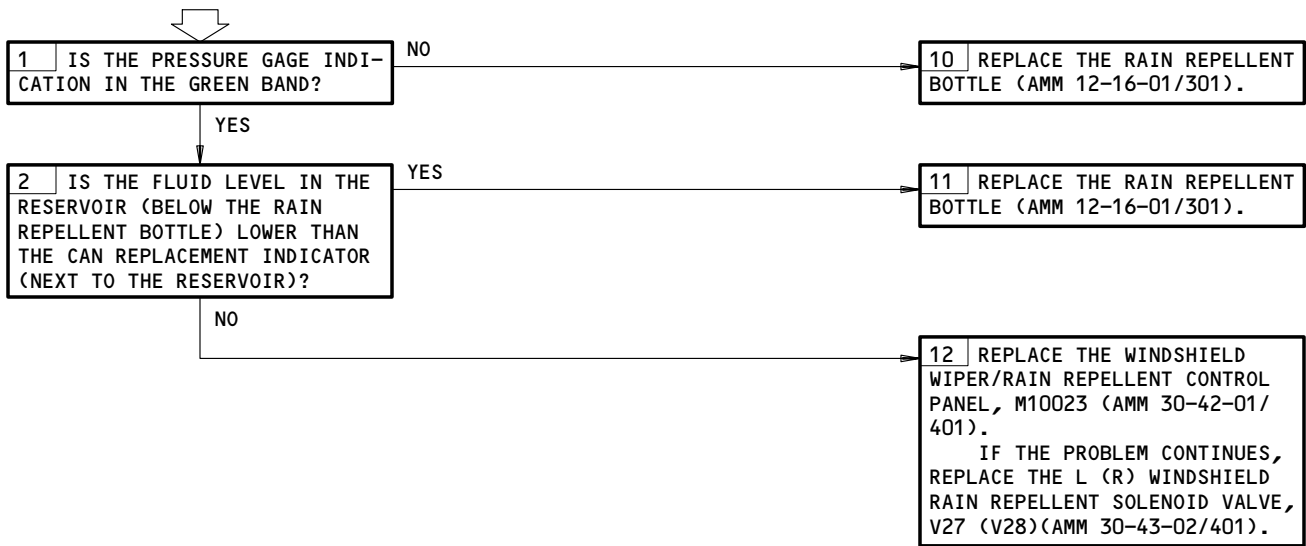 1 IS THE PRESSURE GAGE INDI-
CATION IN THE GREEN BAND?
NO
10 REPLACE THE RAIN REPELLENT
BOTTLE (AMM 12-16-01/301).
YES
2 IS THE FLUID LEVEL IN THE
RESERVOIR (BELOW THE RAIN
REPELLENT BOTTLE) LOWER THAN
THE CAN REPLACEMENT INDICATOR
(NEXT TO THE RESERVOIR)?
YES
11 REPLACE THE RAIN REPELLENT
BOTTLE (AMM 12-16-01/301).
NO
12 REPLACE THE WINDSHIELD
WIPER/RAIN REPELLENT CONTROL
PANEL, M10023 (AMM 30-42-01/
401).
IF THE PROBLEM CONTINUES,
REPLACE THE L (R) WINDSHIELD
RAIN REPELLENT SOLENOID VALVE,
V27 (V28)(AMM 30-43-02/401).